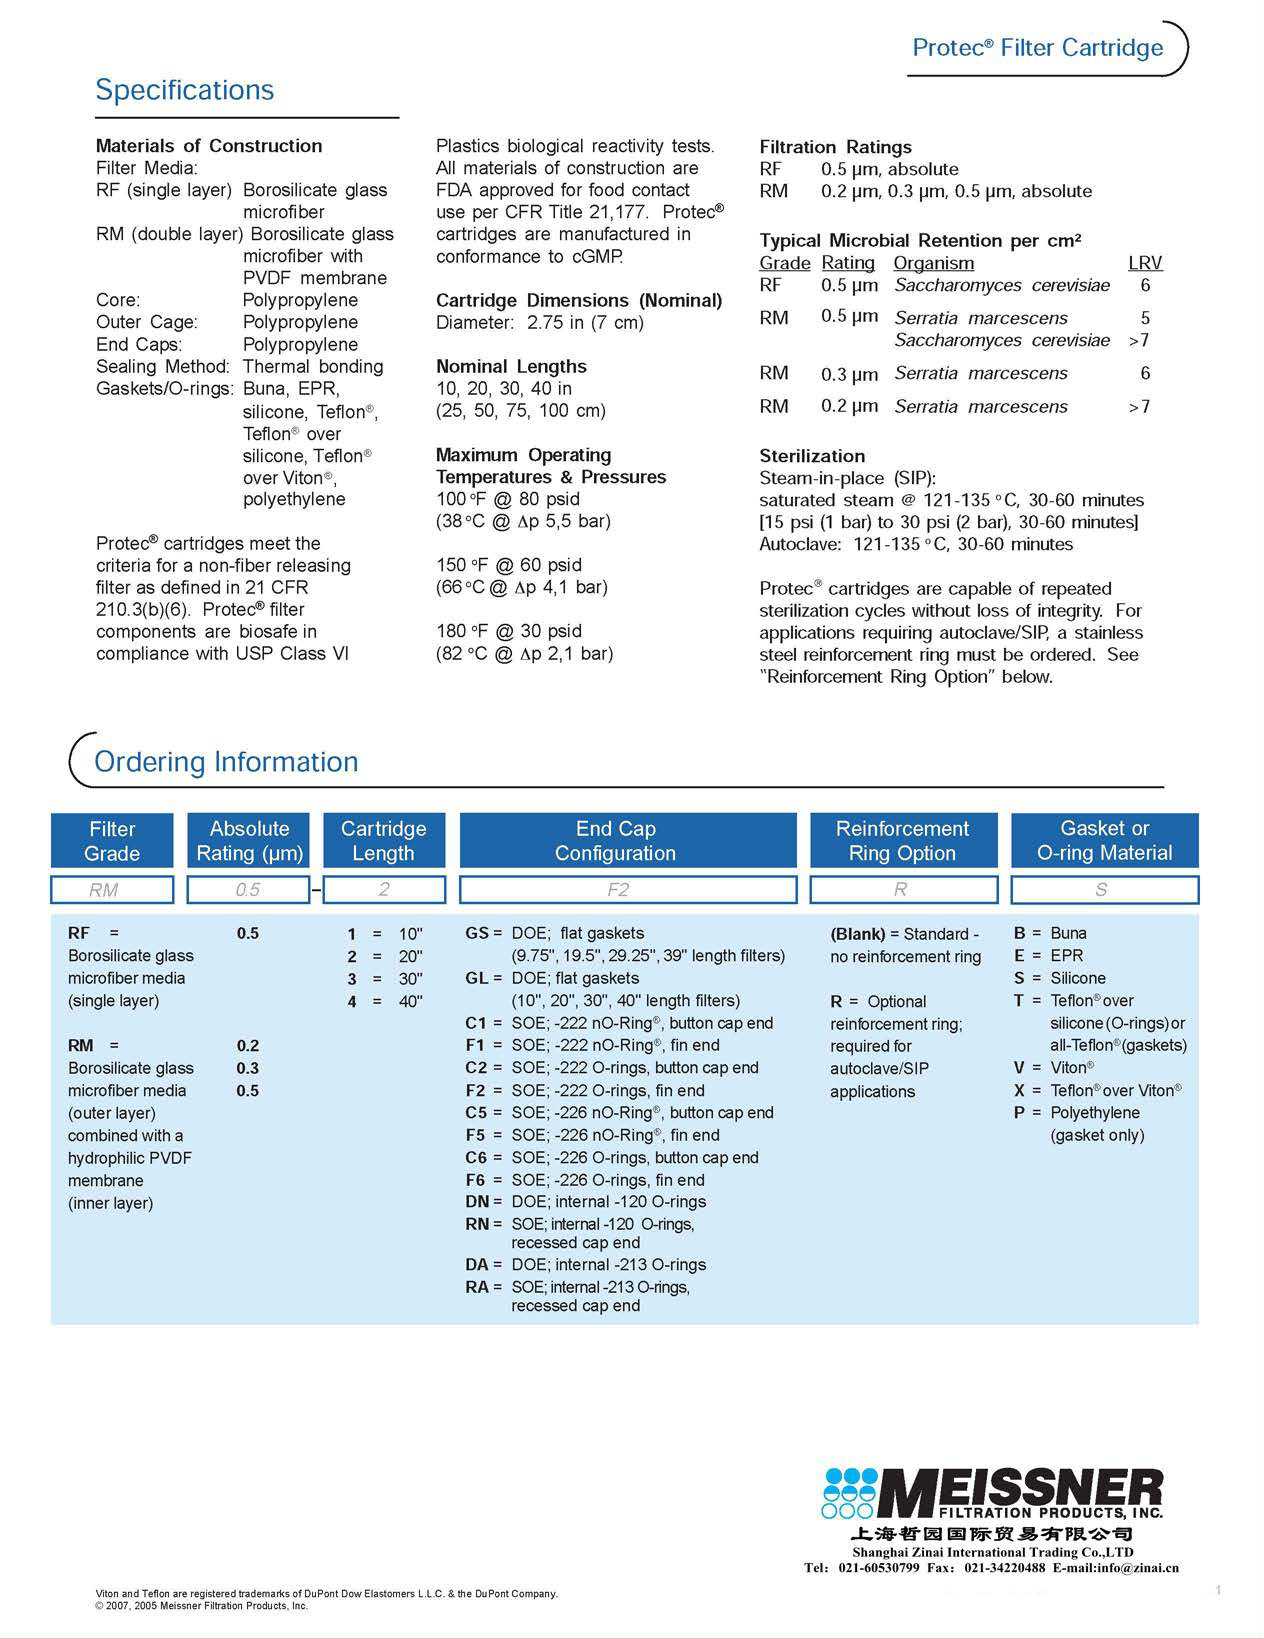 Protec® Filter Cartridge
Specifications
Materials of Construction
Filter Media:
RF (single layer) Borosilicate glass
microfiber
RM (double layer) Borosilicate glass
microfiber with
PVDF membrane
Core: Polypropylene
Outer Cage: Polypropylene
End Caps: Polypropylene
Sealing Method: Thermal bonding
Gaskets/O-rings: Buna, EPR,
silicone, Teflon®,
Teflon® over
silicone, Teflon®
over Viton®,
polyethylene
Protec® cartridges meet the
criteria for a non-fiber releasing
filter as defined in 21 CFR
210.3(b)(6). Protec® filter
components are biosafe in
compliance with USP Class VI
Plastics biological reactivity tests.
All materials of construction are
FDA approved for food contact
use per CFR Title 21,177. Protec®
cartridges are manufactured in
conformance to cGMP.
Cartridge Dimensions (Nominal)
Diameter: 2.75 in (7 cm)
Nominal Lengths
10, 20, 30, 40 in
(25, 50, 75, 100 cm)
Maximum Operating
Temperatures & Pressures
100 °F @ 80 psid
(38 °C @ Δp 5,5 bar)
150 °F @ 60 psid
(66 °C @ Δp 4,1 bar)
180 °F @ 30 psid
(82 °C @ Δp 2,1 bar)
Filtration Ratings
RF 0.5 µm, absolute
RM 0.2 µm, 0.3 µm, 0.5 µm, absolute
Typical Microbial Retention per cm²
Grade Rating Organism LRV
RF 0.5 µm Saccharomyces cerevisiae 6
RM 0.5 µm Serratia marcescens 5
Saccharomyces cerevisiae >7
RM 0.3 µm Serratia marcescens 6
RM 0.2 µm Serratia marcescens >7
Sterilization
Steam-in-place (SIP):
saturated steam @ 121-135 °C, 30-60 minutes
[15 psi (1 bar) to 30 psi (2 bar), 30-60 minutes]
Autoclave: 121-135 °C, 30-60 minutes
Protec® cartridges are capable of repeated
sterilization cycles without loss of integrity. For
applications requiring autoclave/SIP, a stainless
steel reinforcement ring must be ordered. See
"Reinforcement Ring Option" below.
Ordering Information
Filter
Grade
RM
RF =
Borosilicate glass
microfiber media
(single layer)
RM =
Borosilicate glass
microfiber media
(outer layer)
combined with a
hydrophilic PVDF
membrane
(inner layer)
Absolute
Rating (µm)
0.5 –
0.5
0.2
0.3
0.5
Cartridge
Length
2
1 = 10"
2 = 20"
3 = 30"
4 = 40"
End Cap
Configuration
F2
GS = DOE; flat gaskets
(9.75", 19.5", 29.25", 39" length filters)
GL = DOE; flat gaskets
(10", 20", 30", 40" length filters)
C1 = SOE; -222 nO-Ring®, button cap end
F1 = SOE; -222 nO-Ring®, fin end
C2 = SOE; -222 O-rings, button cap end
F2 = SOE; -222 O-rings, fin end
C5 = SOE; -226 nO-Ring®, button cap end
F5 = SOE; -226 nO-Ring®, fin end
C6 = SOE; -226 O-rings, button cap end
F6 = SOE; -226 O-rings, fin end
DN = DOE; internal -120 O-rings
RN = SOE; internal -120 O-rings,
recessed cap end
DA = DOE; internal -213 O-rings
RA = SOE; internal -213 O-rings,
recessed cap end
Reinforcement
Ring Option
R
(Blank) = Standard -
no reinforcement ring
R = Optional
reinforcement ring;
required for
autoclave/SIP
applications
Gasket or
O-ring Material
S
B = Buna
E = EPR
S = Silicone
T = Teflon® over
silicone (O-rings) or
all-Teflon® (gaskets)
V = Viton®
X = Teflon® over Viton®
P = Polyethylene
(gasket only)
MEISSNER
FILTRATION PRODUCTS, INC.
上海哲园国际贸易有限公司
Shanghai Zinai International Trading Co.,LTD
Tel: 021-60530799 Fax: 021-34220488 E-mail:info@zinai.cn
Viton and Teflon are registered trademarks of DuPont Dow Elastomers L.L.C. & the DuPont Company.
© 2007, 2005 Meissner Filtration Products, Inc.
1